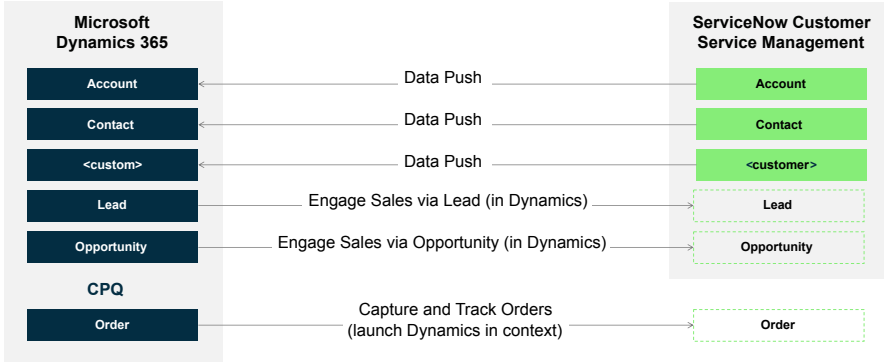 Microsoft
Dynamics 365
ServiceNow Customer
Service Management
Account
Data Push
Account
Contact
Data Push
Contact
<custom>
Data Push
<customer>
Lead
Engage Sales via Lead (in Dynamics)
Lead
Opportunity
Engage Sales via Opportunity (in Dynamics)
Opportunity
CPQ
Order
Capture and Track Orders
(launch Dynamics in context)
Order